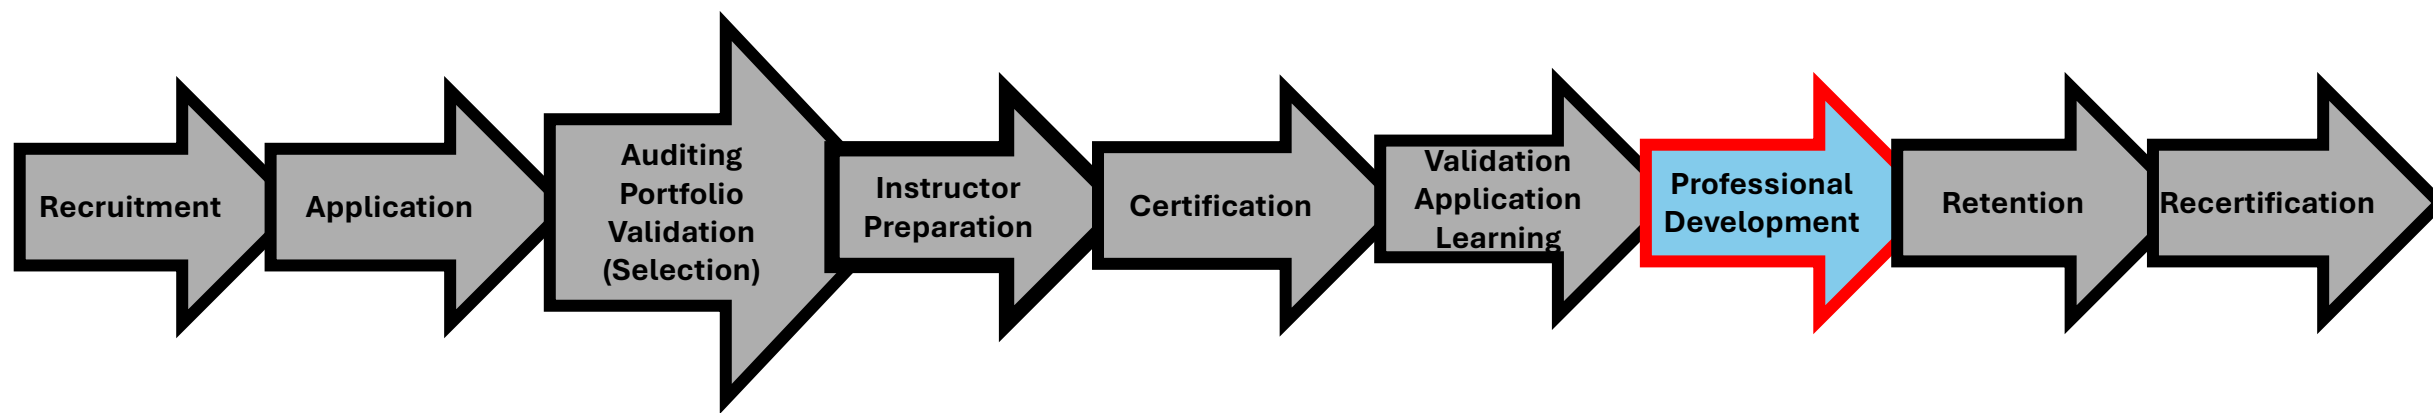 Recruitment
Application
Auditing
Portfolio
Validation
(Selection)
Instructor
Preparation
Certification
Validation
Application
Learning
Professional
Development
Retention
Recertification